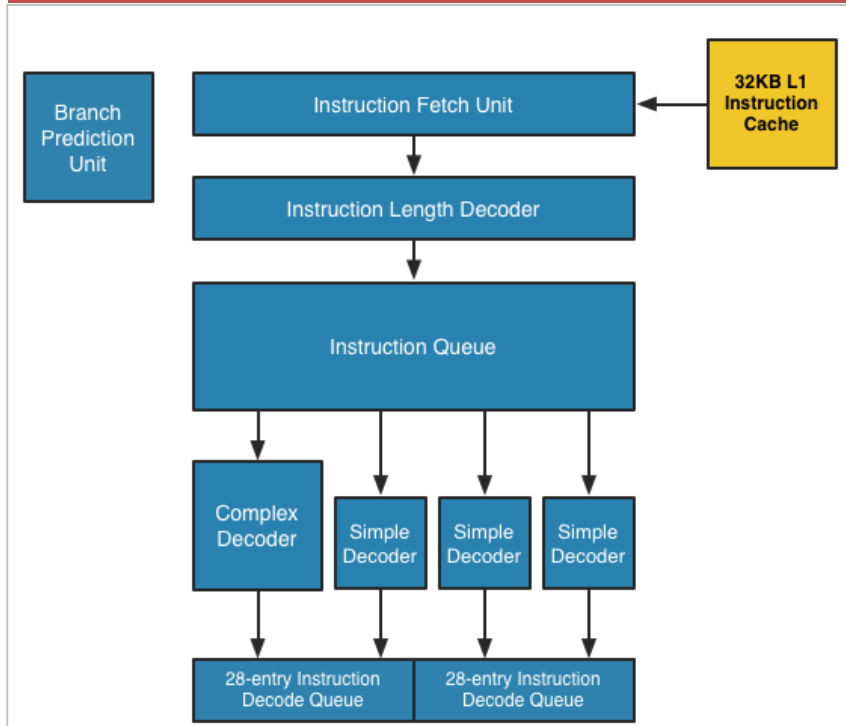 Branch
Prediction
Unit
Instruction Fetch Unit
32KB L1
Instruction
Cache
Instruction Length Decoder
Instruction Queue
Complex
Decoder
Simple
Decoder
Simple
Decoder
Simple
Decoder
28-entry Instruction
Decode Queue
28-entry Instruction
Decode Queue